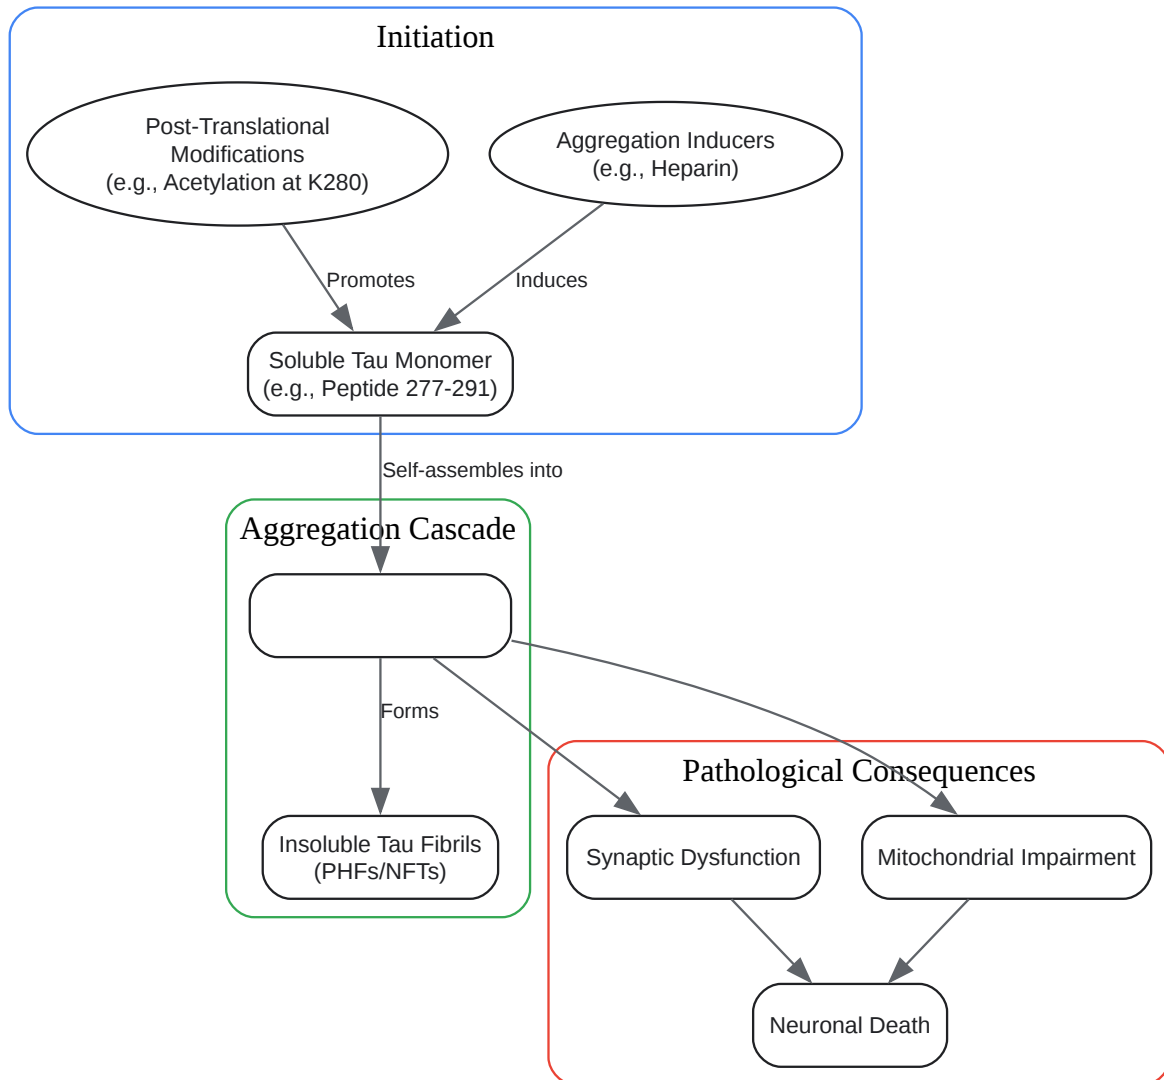 Initiation
Post-Translational
Modifications
(e.g., Acetylation at K280)
Aggregation Inducers
(e.g., Heparin)
Promotes
Induces
Soluble Tau Monomer
(e.g., Peptide 277-291)
Self-assembles into
Aggregation Cascade
Forms
Pathological Consequences
Insoluble Tau Fibrils
(PHFs/NFTs)
Synaptic Dysfunction
Mitochondrial Impairment
Neuronal Death